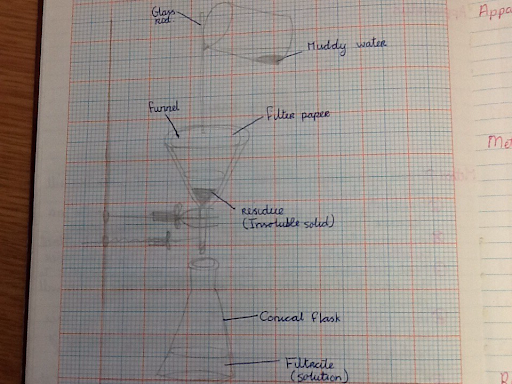 Glass
rod
Muddy water
Funnel
Filter paper
residue
(Insoluble solid)
Conical flask
Filtrate
(solution)
Appa
Me